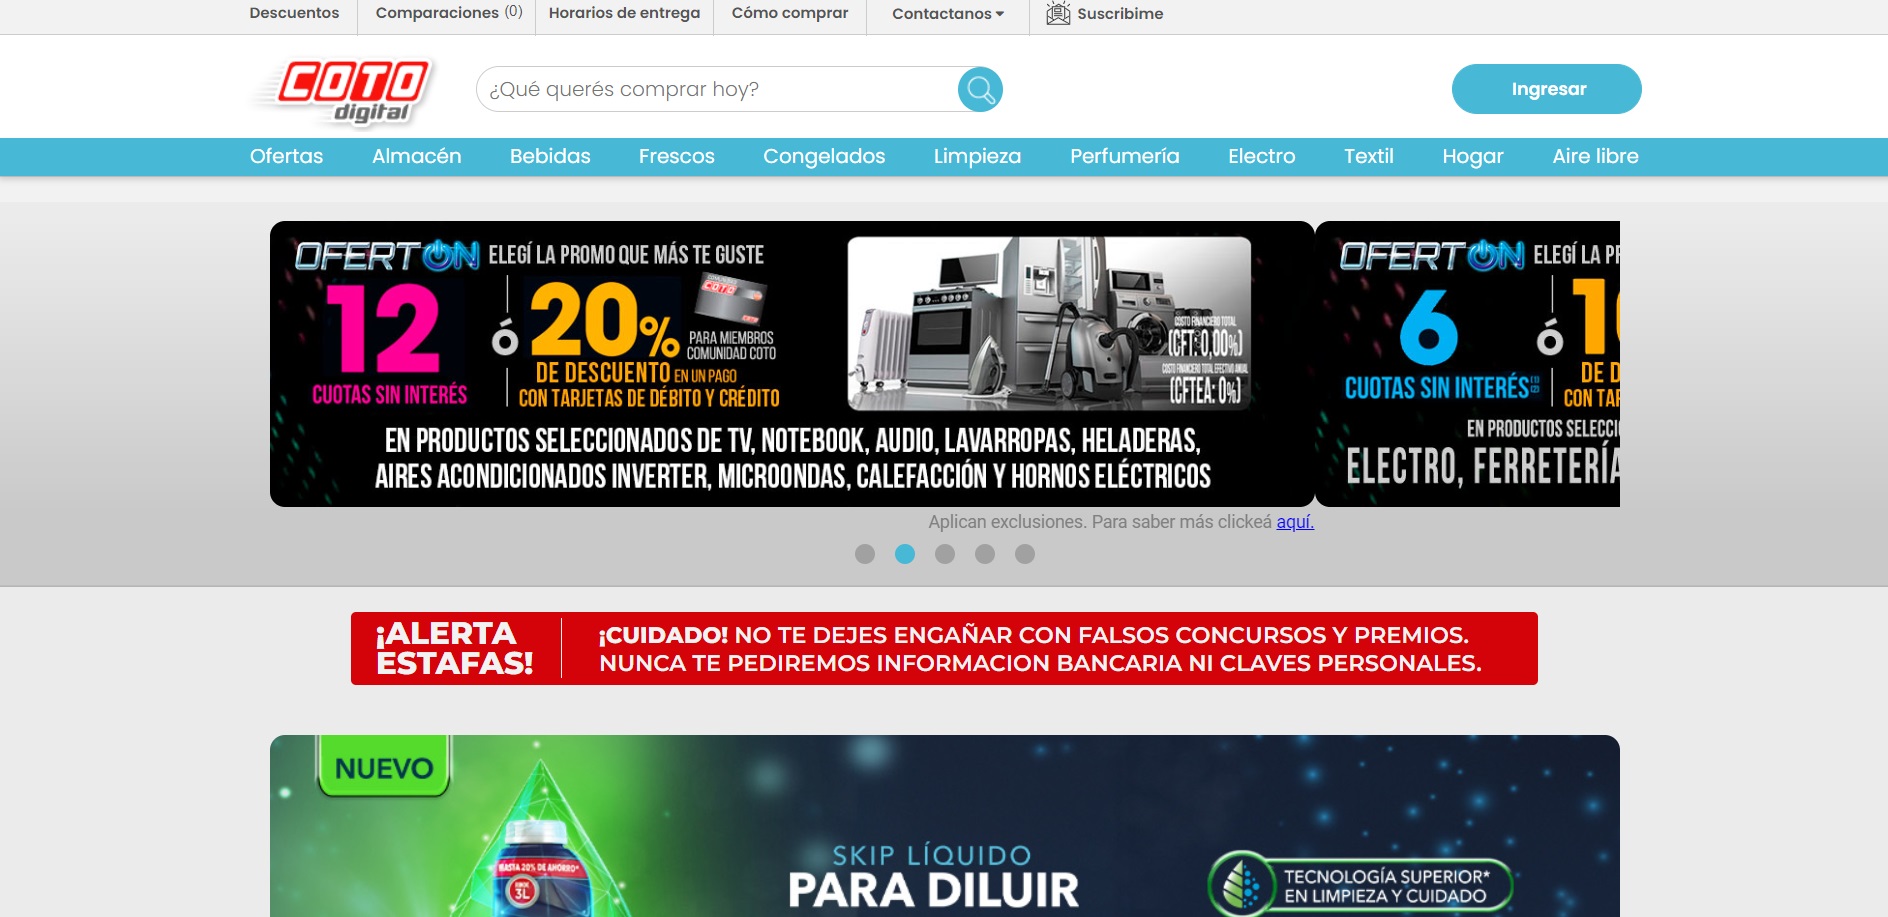 Descuentos
Comparaciones (0)
Horarios de entrega
Cómo comprar
Contactanos
Suscribime
COTO
digital
¿Qué querés comprar hoy?
Ingresar
Ofertas
Almacén
Bebidas
Frescos
Congelados
Limpieza
Perfumería
Electro
Textil
Hogar
Aire libre
OFERTON ELEGÍ LA PROMO QUE MÁS TE GUSTE
12
CUOTAS SIN INTERÉS
ó
20%
COTO
PARA MIEMBROS
COMUNIDAD COTO
DE DESCUENTO EN UN PAGO
CON TARJETAS DE DÉBITO Y CRÉDITO
COSTO FINANCIERO TOTAL
(CFT: 0,00%)
COSTO FINANCIERO TOTAL EFECTIVO ANUAL
(CFTEA: 0%)
EN PRODUCTOS SELECCIONADOS DE TV, NOTEBOOK, AUDIO, LAVARROPAS, HELADERAS,
AIRES ACONDICIONADOS INVERTER, MICROONDAS, CALEFACCIÓN Y HORNOS ELÉCTRICOS
OFERTON ELEGÍ LA PR
6
CUOTAS SIN INTERÉS
ó
1
DE D
CON TAR
EN PRODUCTOS SELECCI
ELECTRO, FERRETERÍA
Aplican exclusiones. Para saber más clickeá aquí.
¡ALERTA
ESTAFAS!
¡CUIDADO! NO TE DEJES ENGAÑAR CON FALSOS CONCURSOS Y PREMIOS.
NUNCA TE PEDIREMOS INFORMACION BANCARIA NI CLAVES PERSONALES.
NUEVO
HASTA 20% DE AHORRO*
RINDE
3L
SKIP LÍQUIDO
PARA DILUIR
TECNOLOGÍA SUPERIOR*
EN LIMPIEZA Y CUIDADO